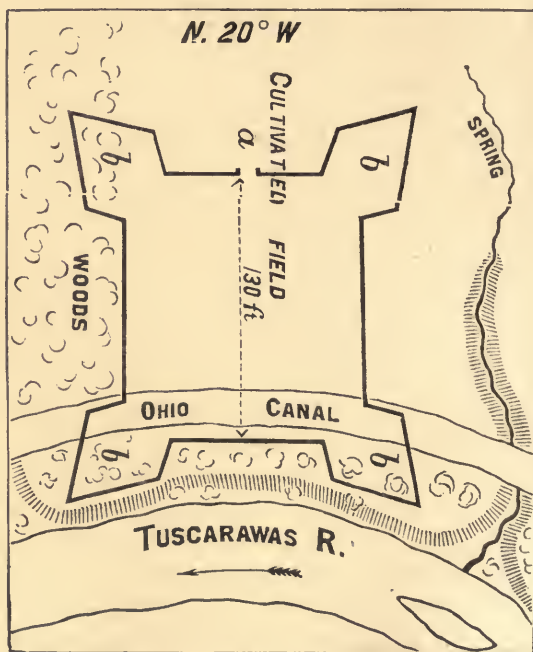 N. 20° W
CULTIVATED
FIELD
a
b
b
SPRING
130 ft
WOODS
OHIO CANAL
b
b
TUSCARAWAS R.